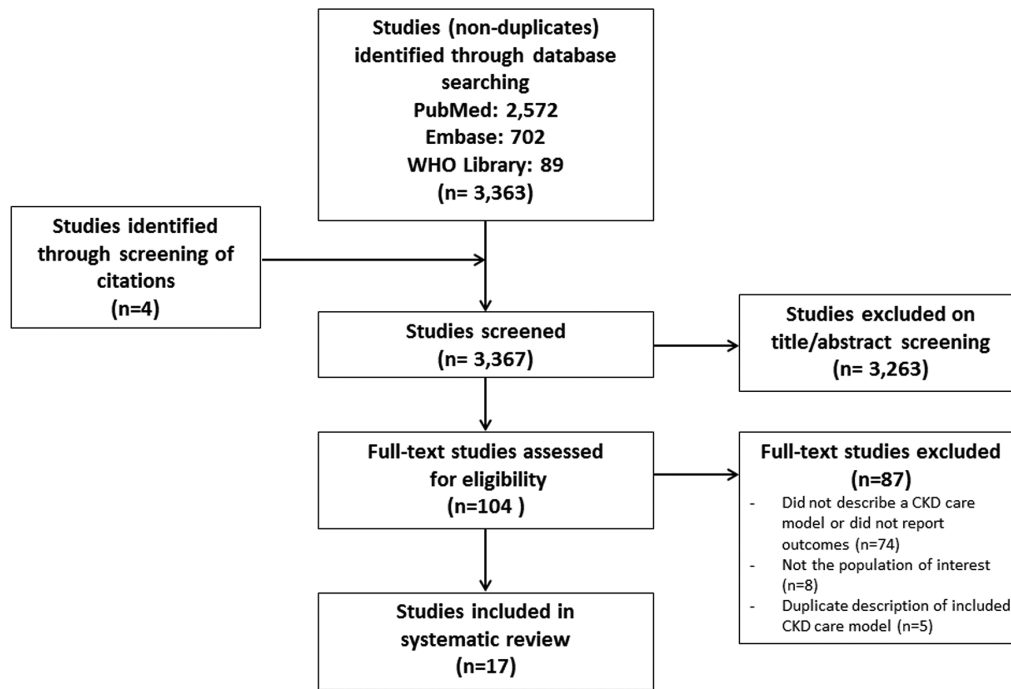 Studies (non-duplicates)
identified through database
searching
PubMed: 2,572
Embase: 702
WHO Library: 89
(n= 3,363)
Studies identified
through screening of
citations
(n=4)
Studies screened
(n= 3,367)
Studies excluded on
title/abstract screening
(n= 3,263)
Full-text studies assessed
for eligibility
(n=104 )
Full-text studies excluded
(n=87)
- Did not describe a CKD care
model or did not report
outcomes (n=74)
- Not the population of interest
(n=8)
- Duplicate description of included
CKD care model (n=5)
Studies included in
systematic review
(n=17)